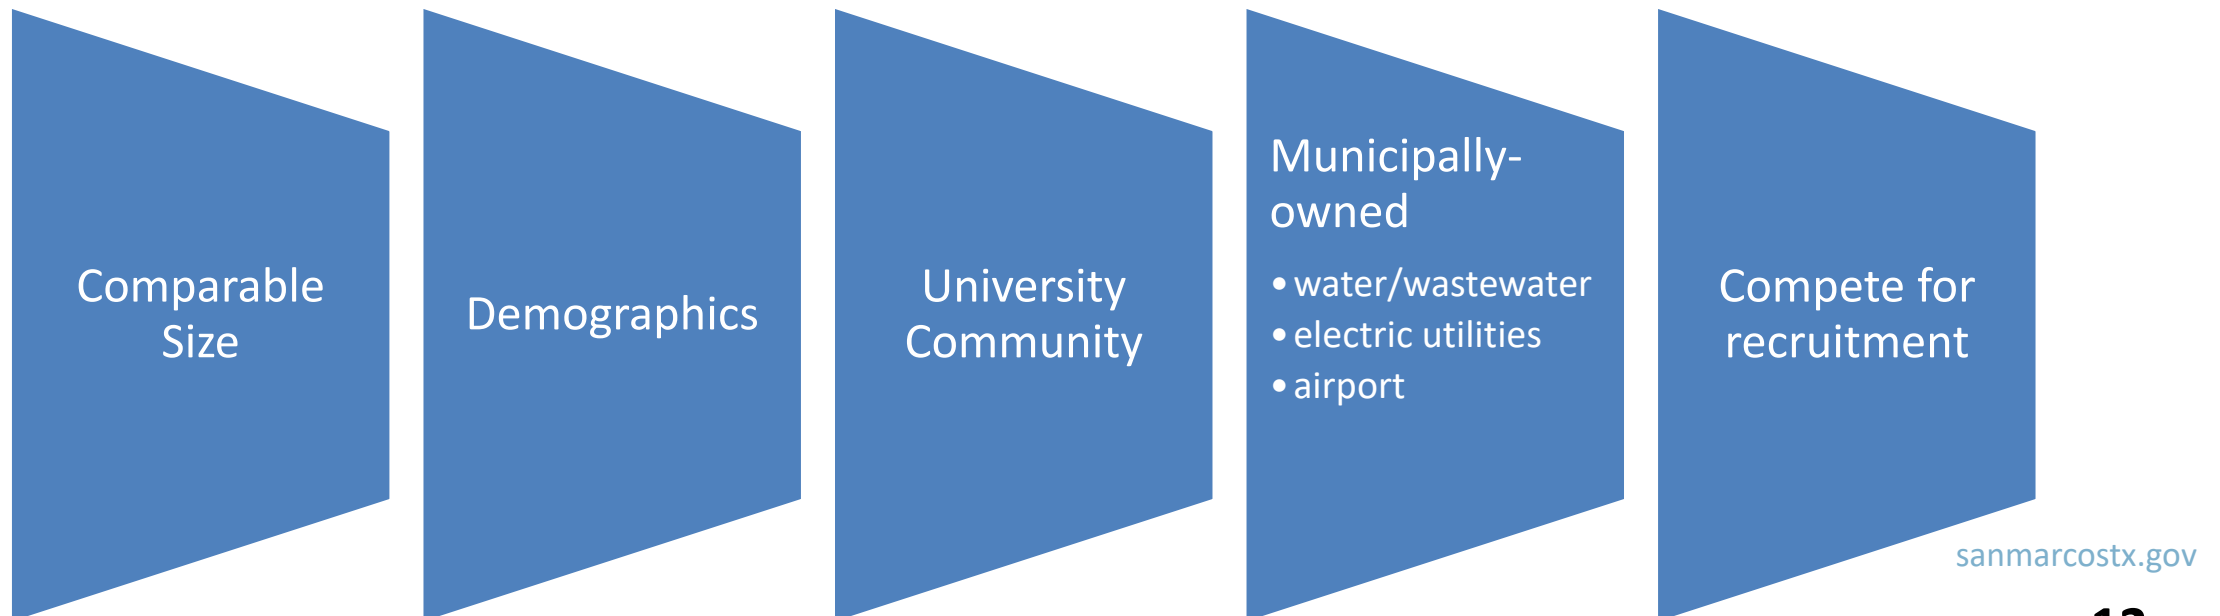 Comparable
Size
Demographics
University
Community
Municipally-
owned
• water/wastewater
• electric utilities
• airport
Compete for
recruitment
sanmarcostx.gov